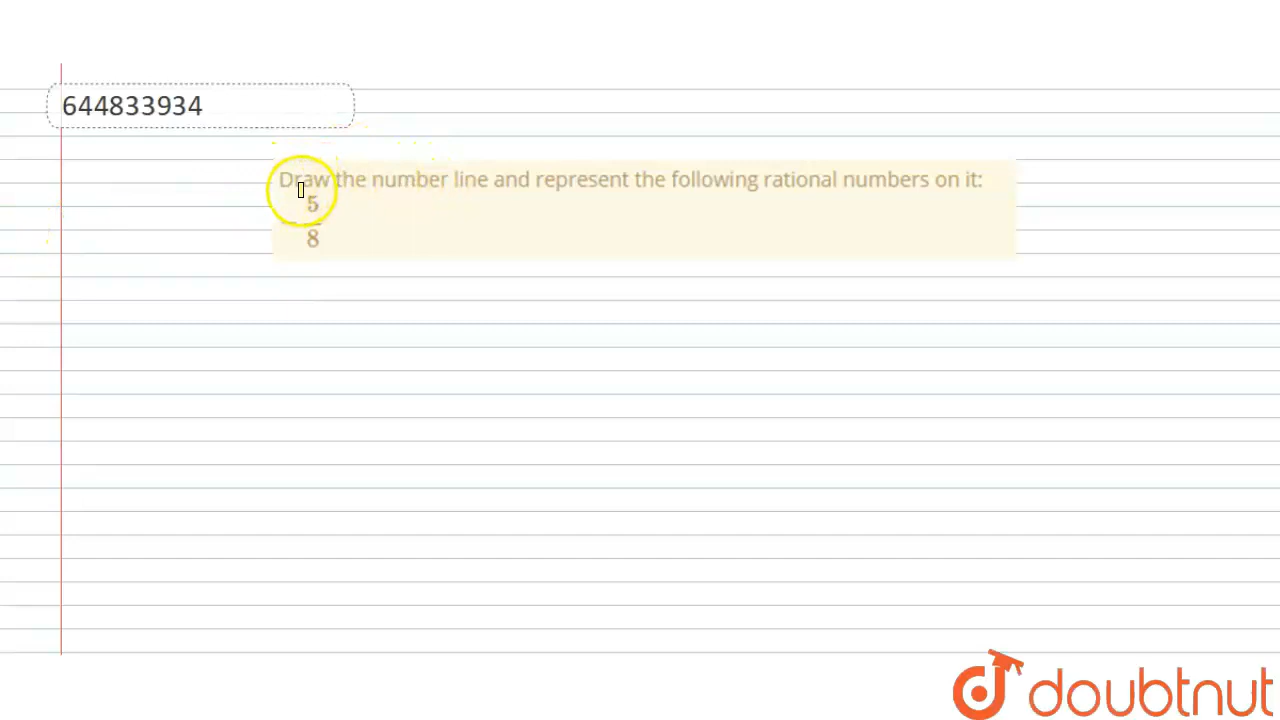 644833934
Draw the number line and represent the following rational numbers on it:
5
8
doubtnut